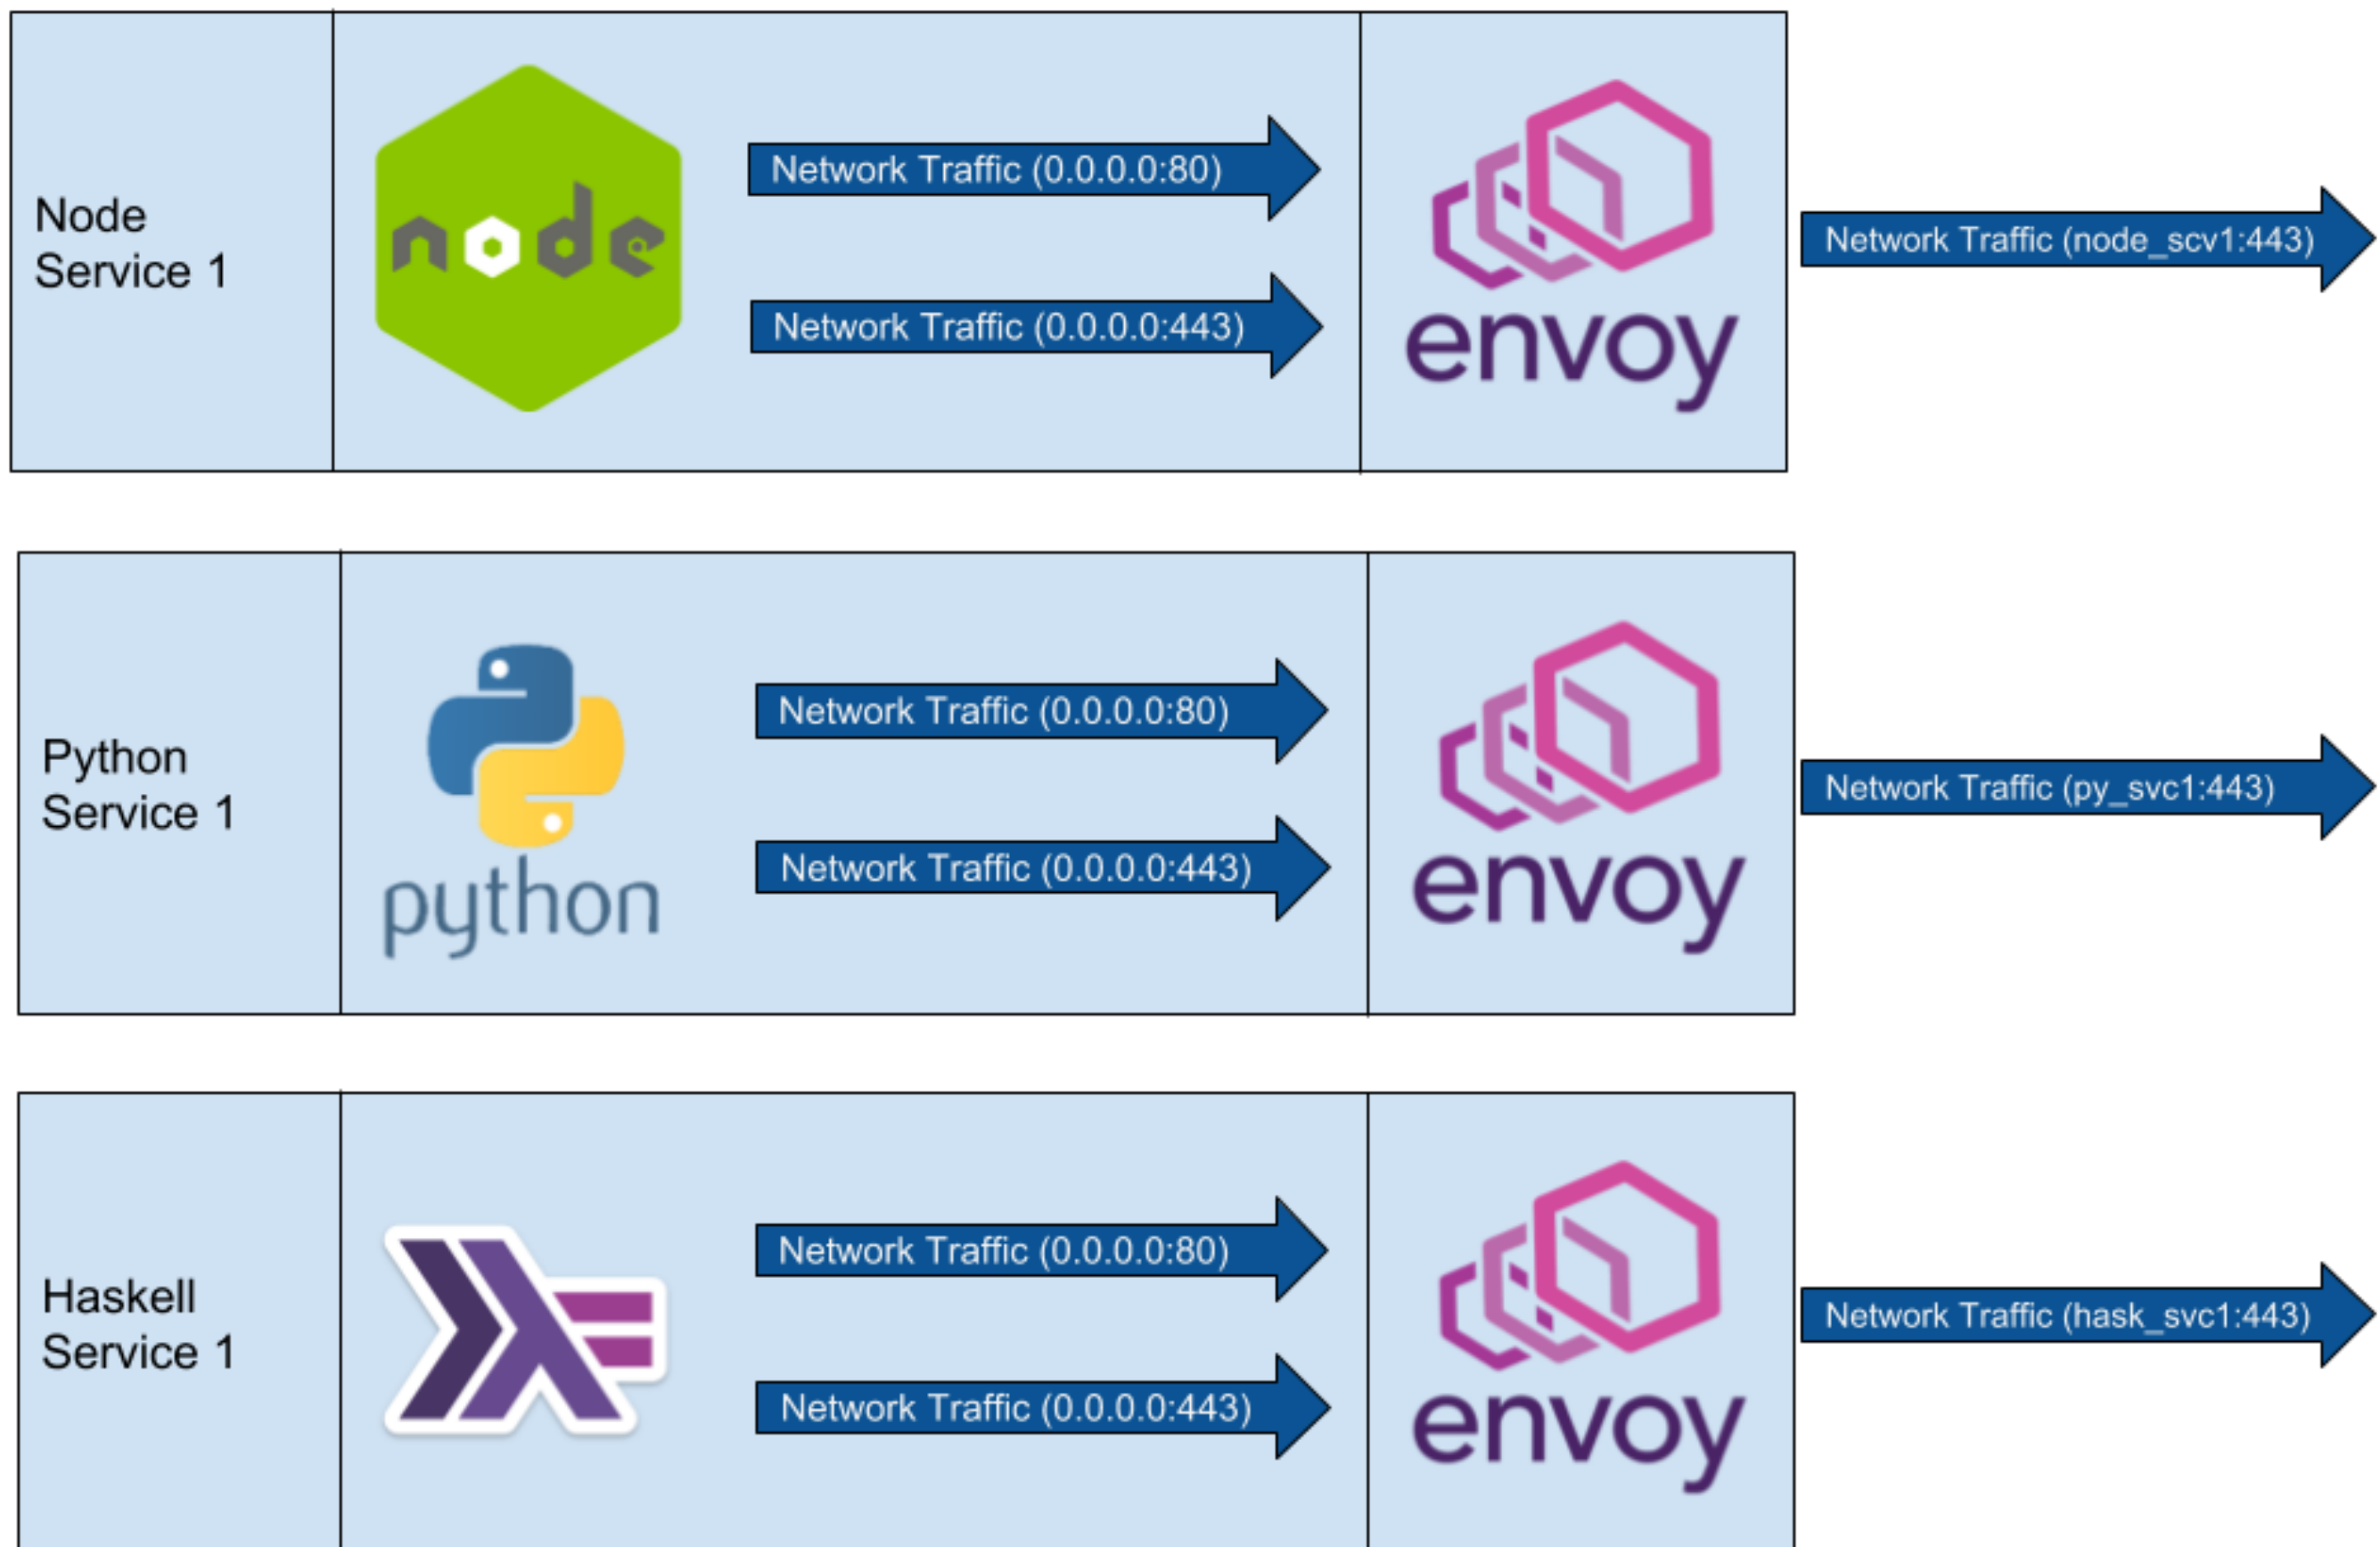 Node
Service 1
node
Network Traffic (0.0.0.0:80)
Network Traffic (0.0.0.0:443)
envoy
Network Traffic (node_scv1:443)
Python
Service 1
python
Network Traffic (0.0.0.0:80)
Network Traffic (0.0.0.0:443)
envoy
Network Traffic (py_svc1:443)
Haskell
Service 1
Network Traffic (0.0.0.0:80)
Network Traffic (0.0.0.0:443)
envoy
Network Traffic (hask_svc1:443)